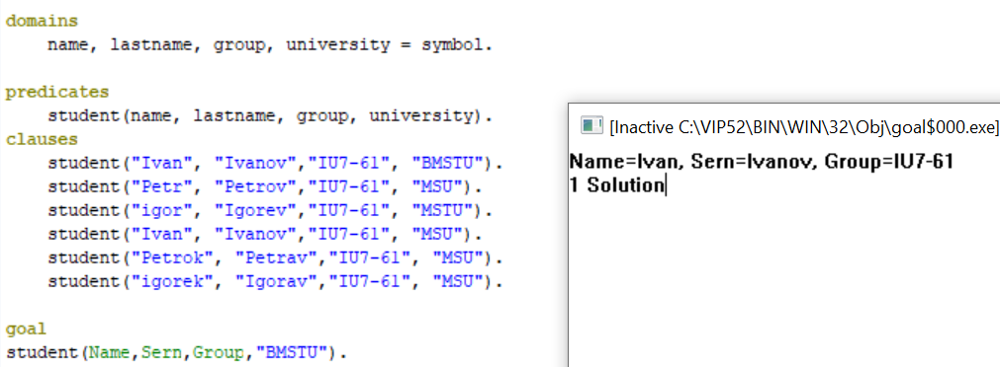 domains
name, lastname, group, university = symbol.
predicates
student(name, lastname, group, university).
clauses
student("Ivan", "Ivanov","IU7-61", "BMSTU").
student("Petr", "Petrov","IU7-61", "MSU").
student("igor", "Igorev","IU7-61", "MSTU").
student("Ivan", "Ivanov","IU7-61", "MSU").
student("Petrok", "Petrav","IU7-61", "MSU").
student("igorek", "Igorav","IU7-61", "MSU").
goal
student(Name,Sern,Group,"BMSTU").
[Inactive C:\VIP52\BIN\WIN\32\Obj\goal$000.exe]
Name=Ivan, Sern=Ivanov, Group=IU7-61
1 Solution